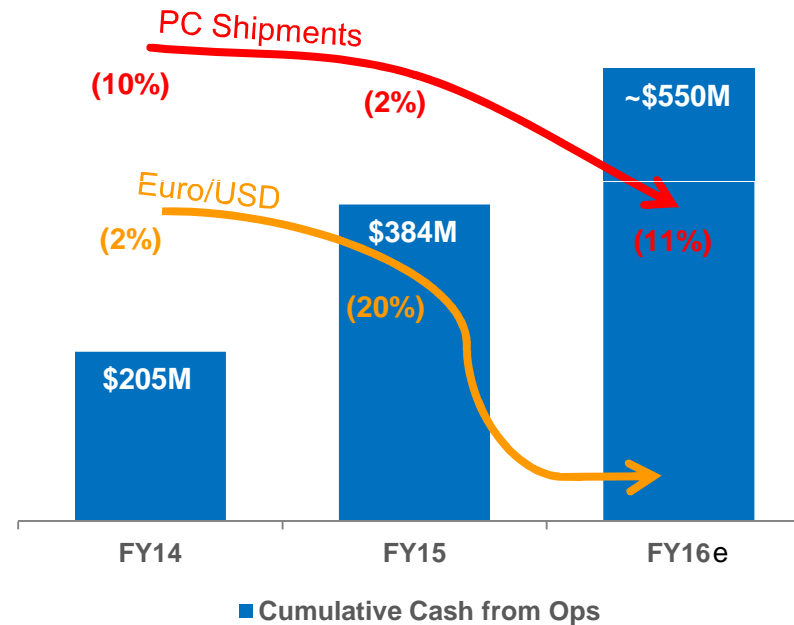 PC Shipments
(10%)
(2%)
~$550M
Euro/USD
(2%)
$384M
(11%)
(20%)
$205M
FY14
FY15
FY16e
Cumulative Cash from Ops